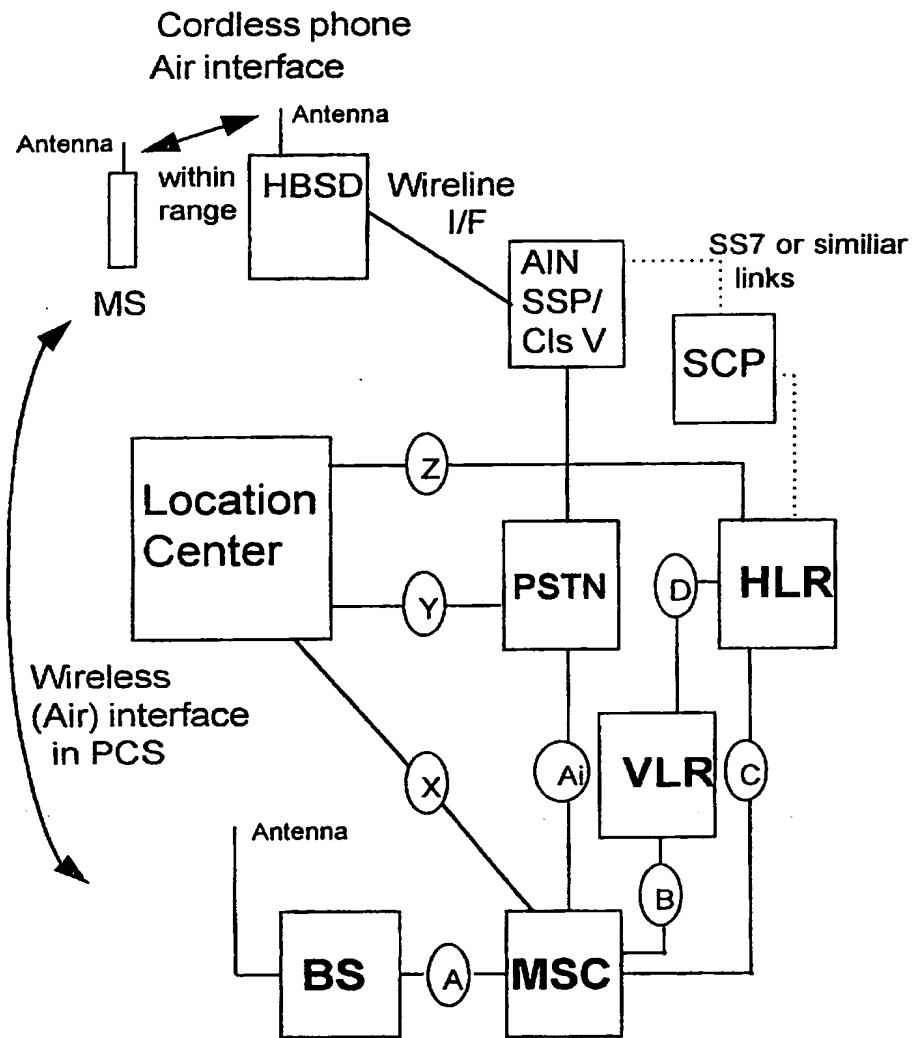 Cordless phone
Air interface
Antenna
Antenna
within
range
HBSD
Wireline
I/F
MS
AIN
SSP/
Cls V
SS7 or similiar
links
SCP
Z
Location
Center
PSTN
HLR
D
Y
Wireless
(Air) interface
in PCS
X
Ai
VLR
C
Antenna
B
BS
A
MSC